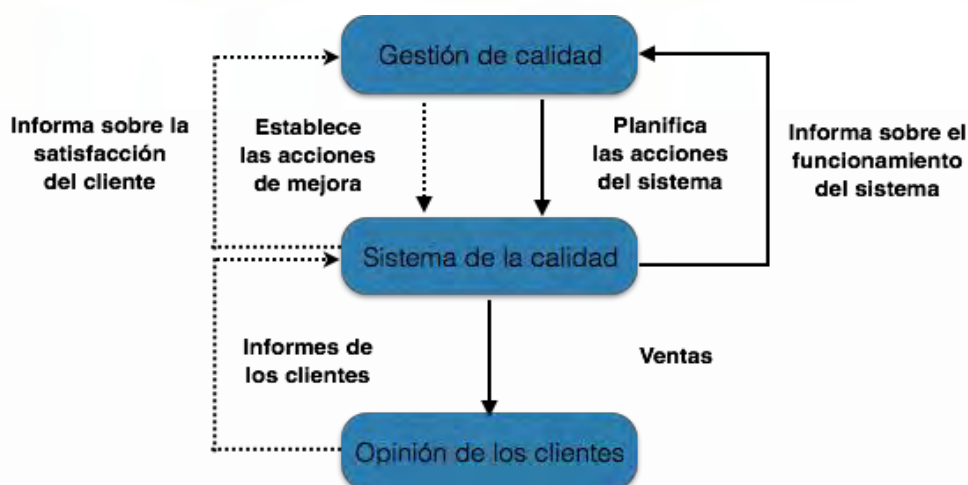 Gestión de calidad
Informa sobre la
satisfacción
del cliente
Establece
las acciones
de mejora
Planifica
las acciones
del sistema
Informa sobre el
funcionamiento
del sistema
Sistema de la calidad
Informes de
los clientes
Ventas
Opinión de los clientes